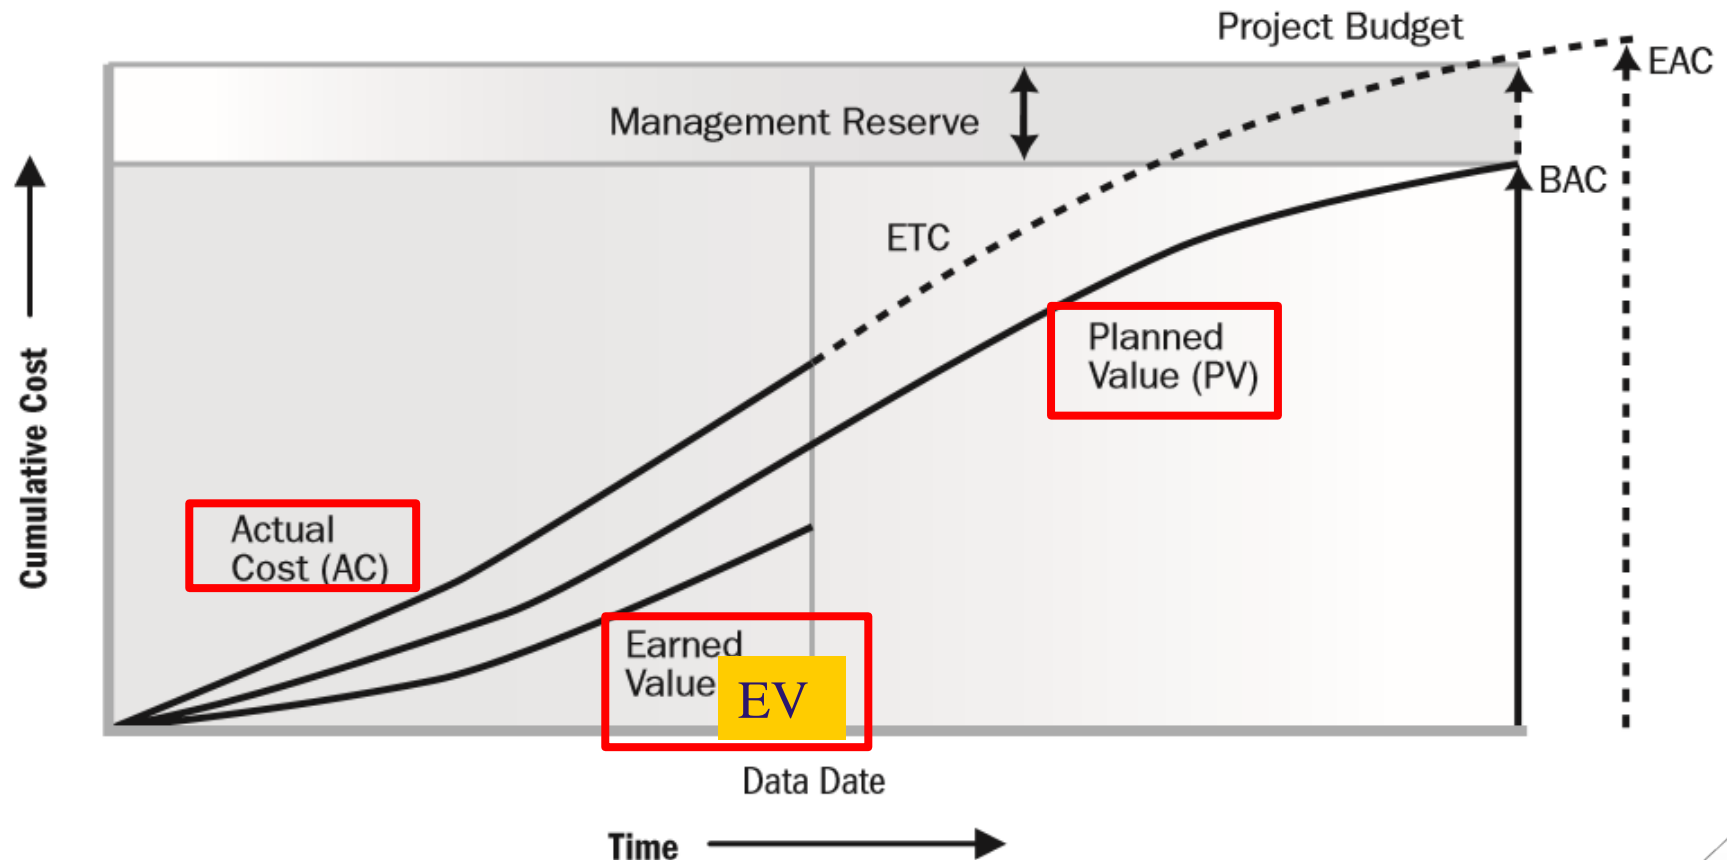 Project Budget
EAC
Management Reserve
BAC
ETC
Planned
Value (PV)
Cumulative Cost
Actual
Cost (AC)
Earned
Value
EV
Data Date
Time